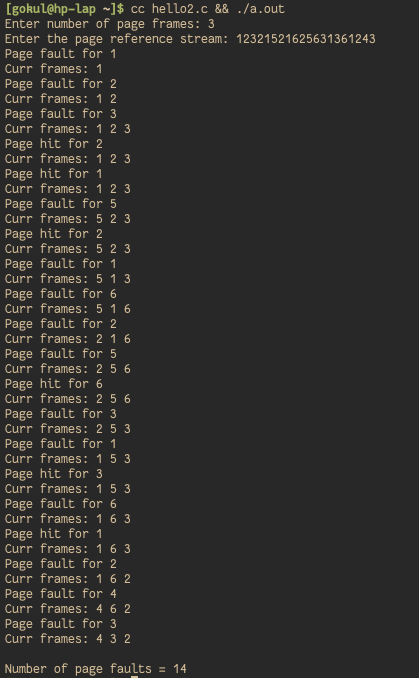 [gokul@hp-lap ~]$ cc hello2.c && ./a.out
Enter number of page frames: 3
Enter the page reference stream: 12321521625631361243
Page fault for 1
Curr frames: 1
Page fault for 2
Curr frames: 1 2
Page fault for 3
Curr frames: 1 2 3
Page hit for 2
Curr frames: 1 2 3
Page hit for 1
Curr frames: 1 2 3
Page fault for 5
Curr frames: 5 2 3
Page hit for 2
Curr frames: 5 2 3
Page fault for 1
Curr frames: 5 1 3
Page fault for 6
Curr frames: 5 1 6
Page fault for 2
Curr frames: 2 1 6
Page fault for 5
Curr frames: 2 5 6
Page hit for 6
Curr frames: 2 5 6
Page fault for 3
Curr frames: 2 5 3
Page fault for 1
Curr frames: 1 5 3
Page hit for 3
Curr frames: 1 5 3
Page fault for 6
Curr frames: 1 6 3
Page hit for 1
Curr frames: 1 6 3
Page fault for 2
Curr frames: 1 6 2
Page fault for 4
Curr frames: 4 6 2
Page fault for 3
Curr frames: 4 3 2
Number of page faults = 14